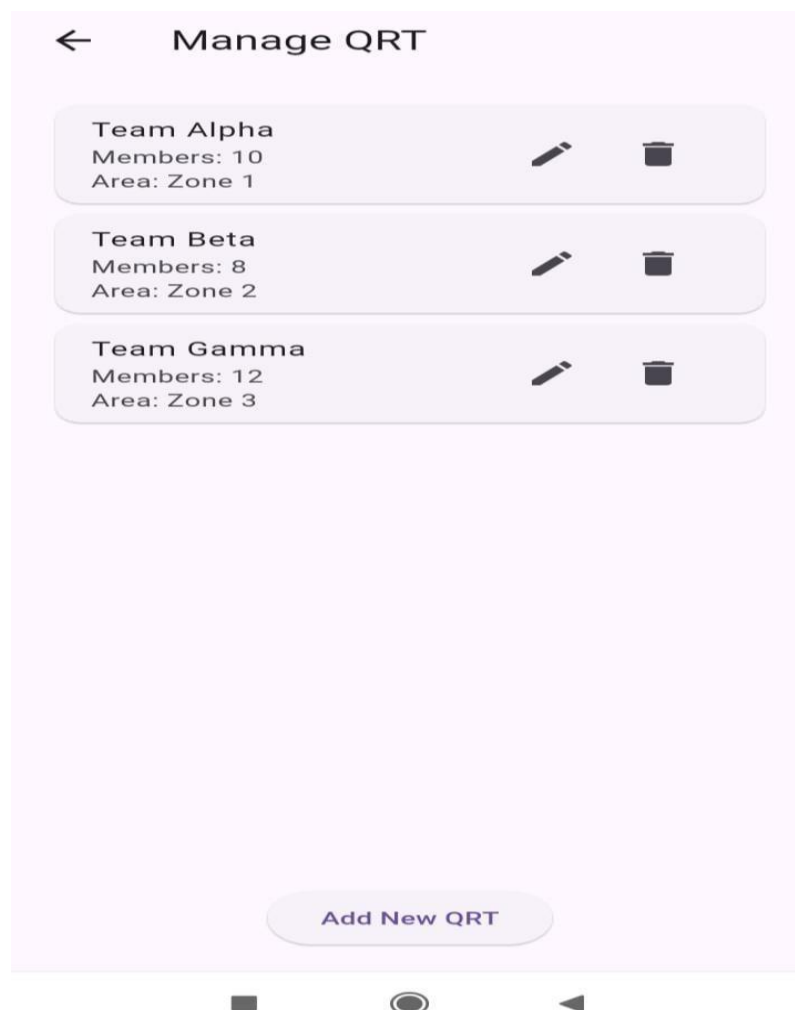 Manage QRT
Team Alpha
Members: 10
Area: Zone 1
Team Beta
Members: 8
Area: Zone 2
Team Gamma
Members: 12
Area: Zone 3
Add New QRT